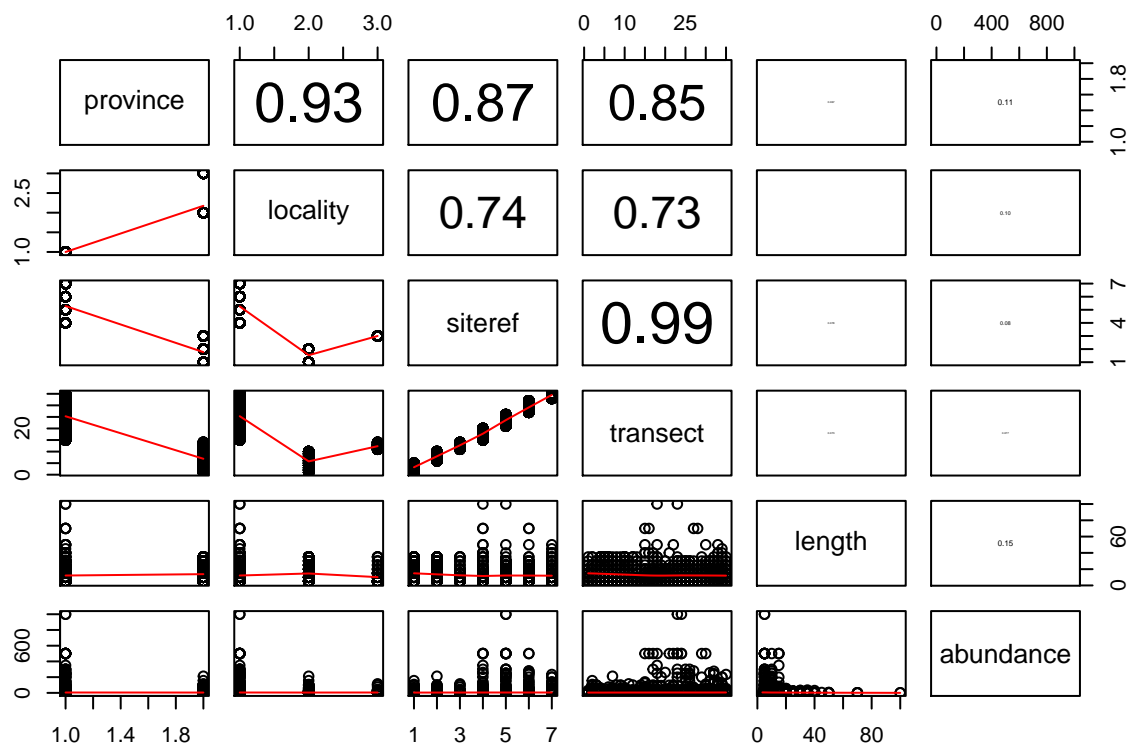 1.0 2.0 3.0 0 10 25 0 400 800
province 0.93 0.87 0.85 0.11 1.0 1.8
1.0 2.5 locality 0.74 0.73 0.10
siteref 0.99 0.08 1 4 7
0 20 transect
length 0.15 0 60
0 600 abundance
1.0 1.4 1.8 1 3 5 7 0 40 80